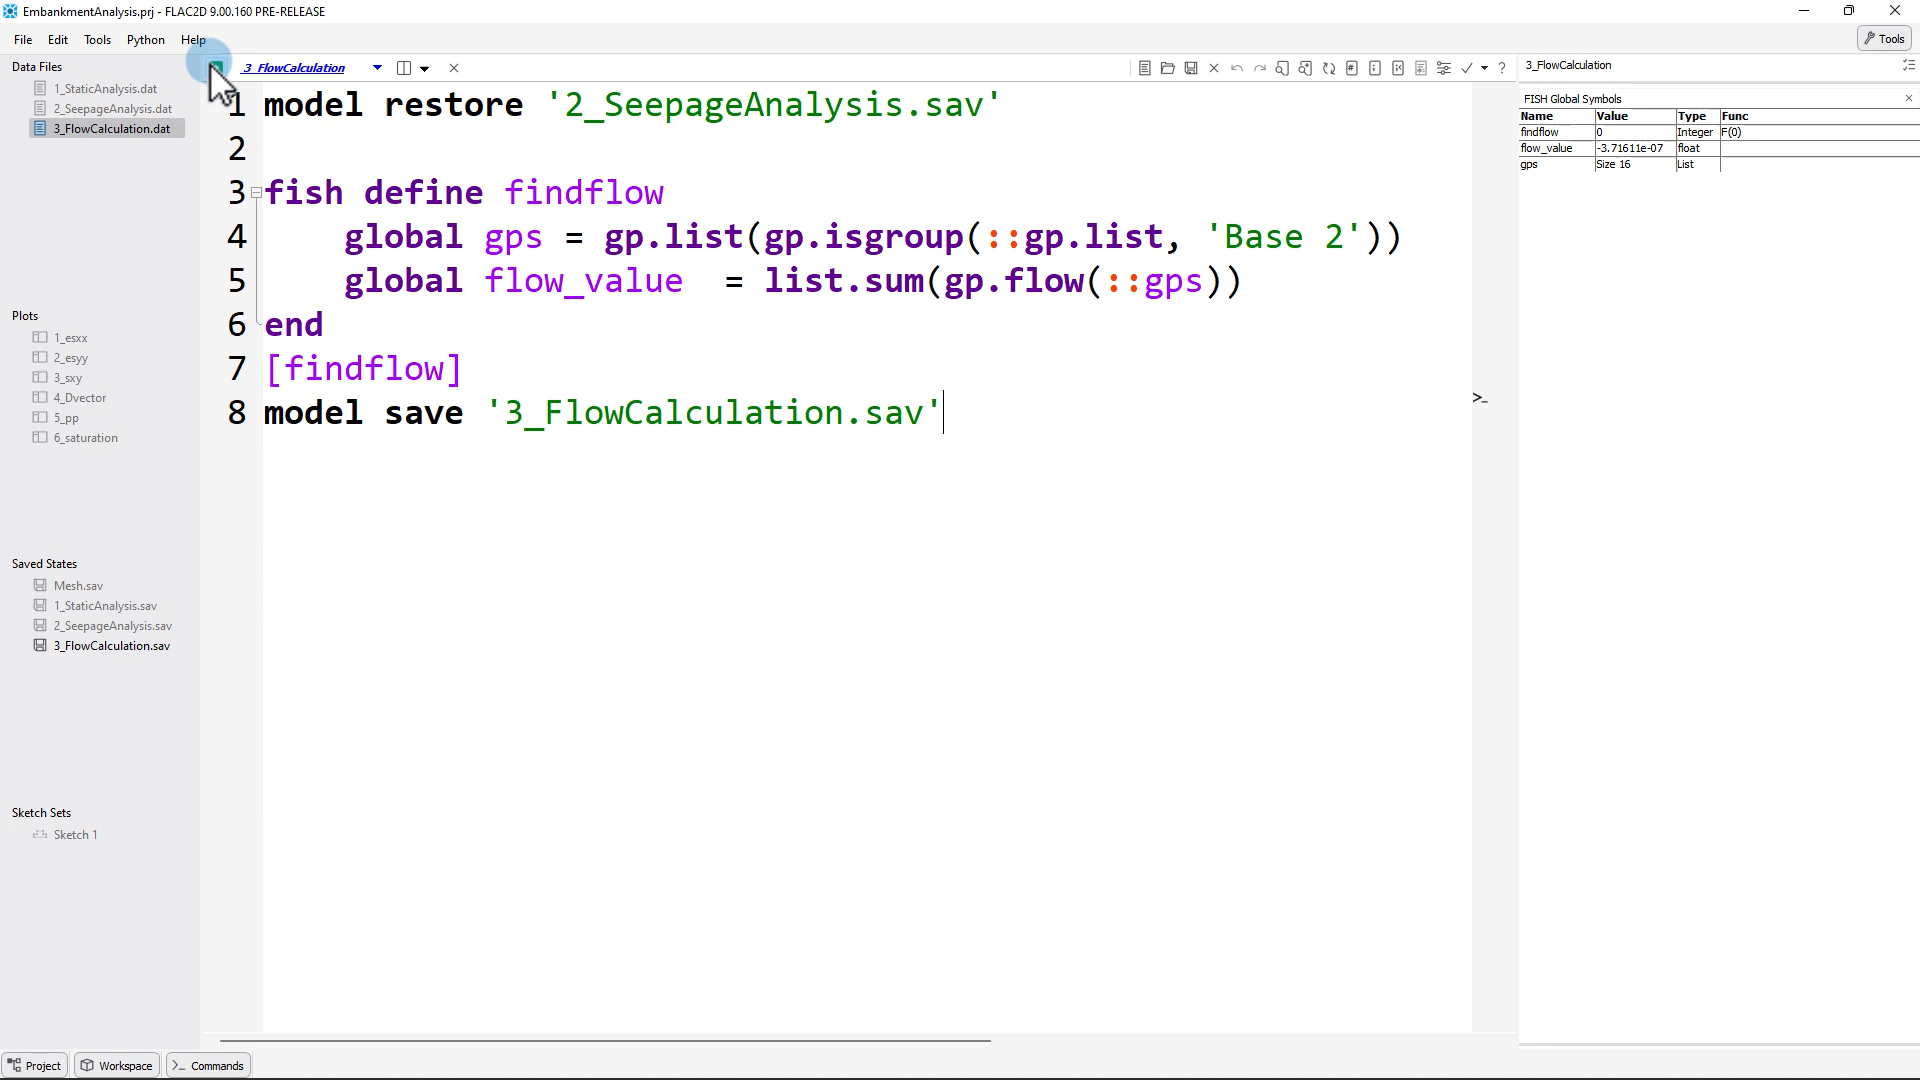 EmbankmentAnalysis.prj - FLAC2D 9.00.160 PRE-RELEASE
File Edit Tools Python Help
Tools
Data Files
1_StaticAnalysis.dat
2_SeepageAnalysis.dat
3_FlowCalculation.dat
Plots
1_esxx
2_esyy
3_sxy
4_Dvector
5_pp
6_saturation
Saved States
Mesh.sav
1_StaticAnalysis.sav
2_SeepageAnalysis.sav
3_FlowCalculation.sav
Sketch Sets
Sketch 1
3_FlowCalculation
1 model restore '2_SeepageAnalysis.sav'
2
3 fish define findflow
4 global gps = gp.list(gp.isgroup(::gp.list, 'Base 2'))
5 global flow_value = list.sum(gp.flow(::gps))
6 end
7 [findflow]
8 model save '3_FlowCalculation.sav'
>_
3_FlowCalculation
FISH Global Symbols
Name Value Type Func
findflow 0 Integer F(0)
flow_value -3.71611e-07 float
gps Size 16 List
Project Workspace >_ Commands